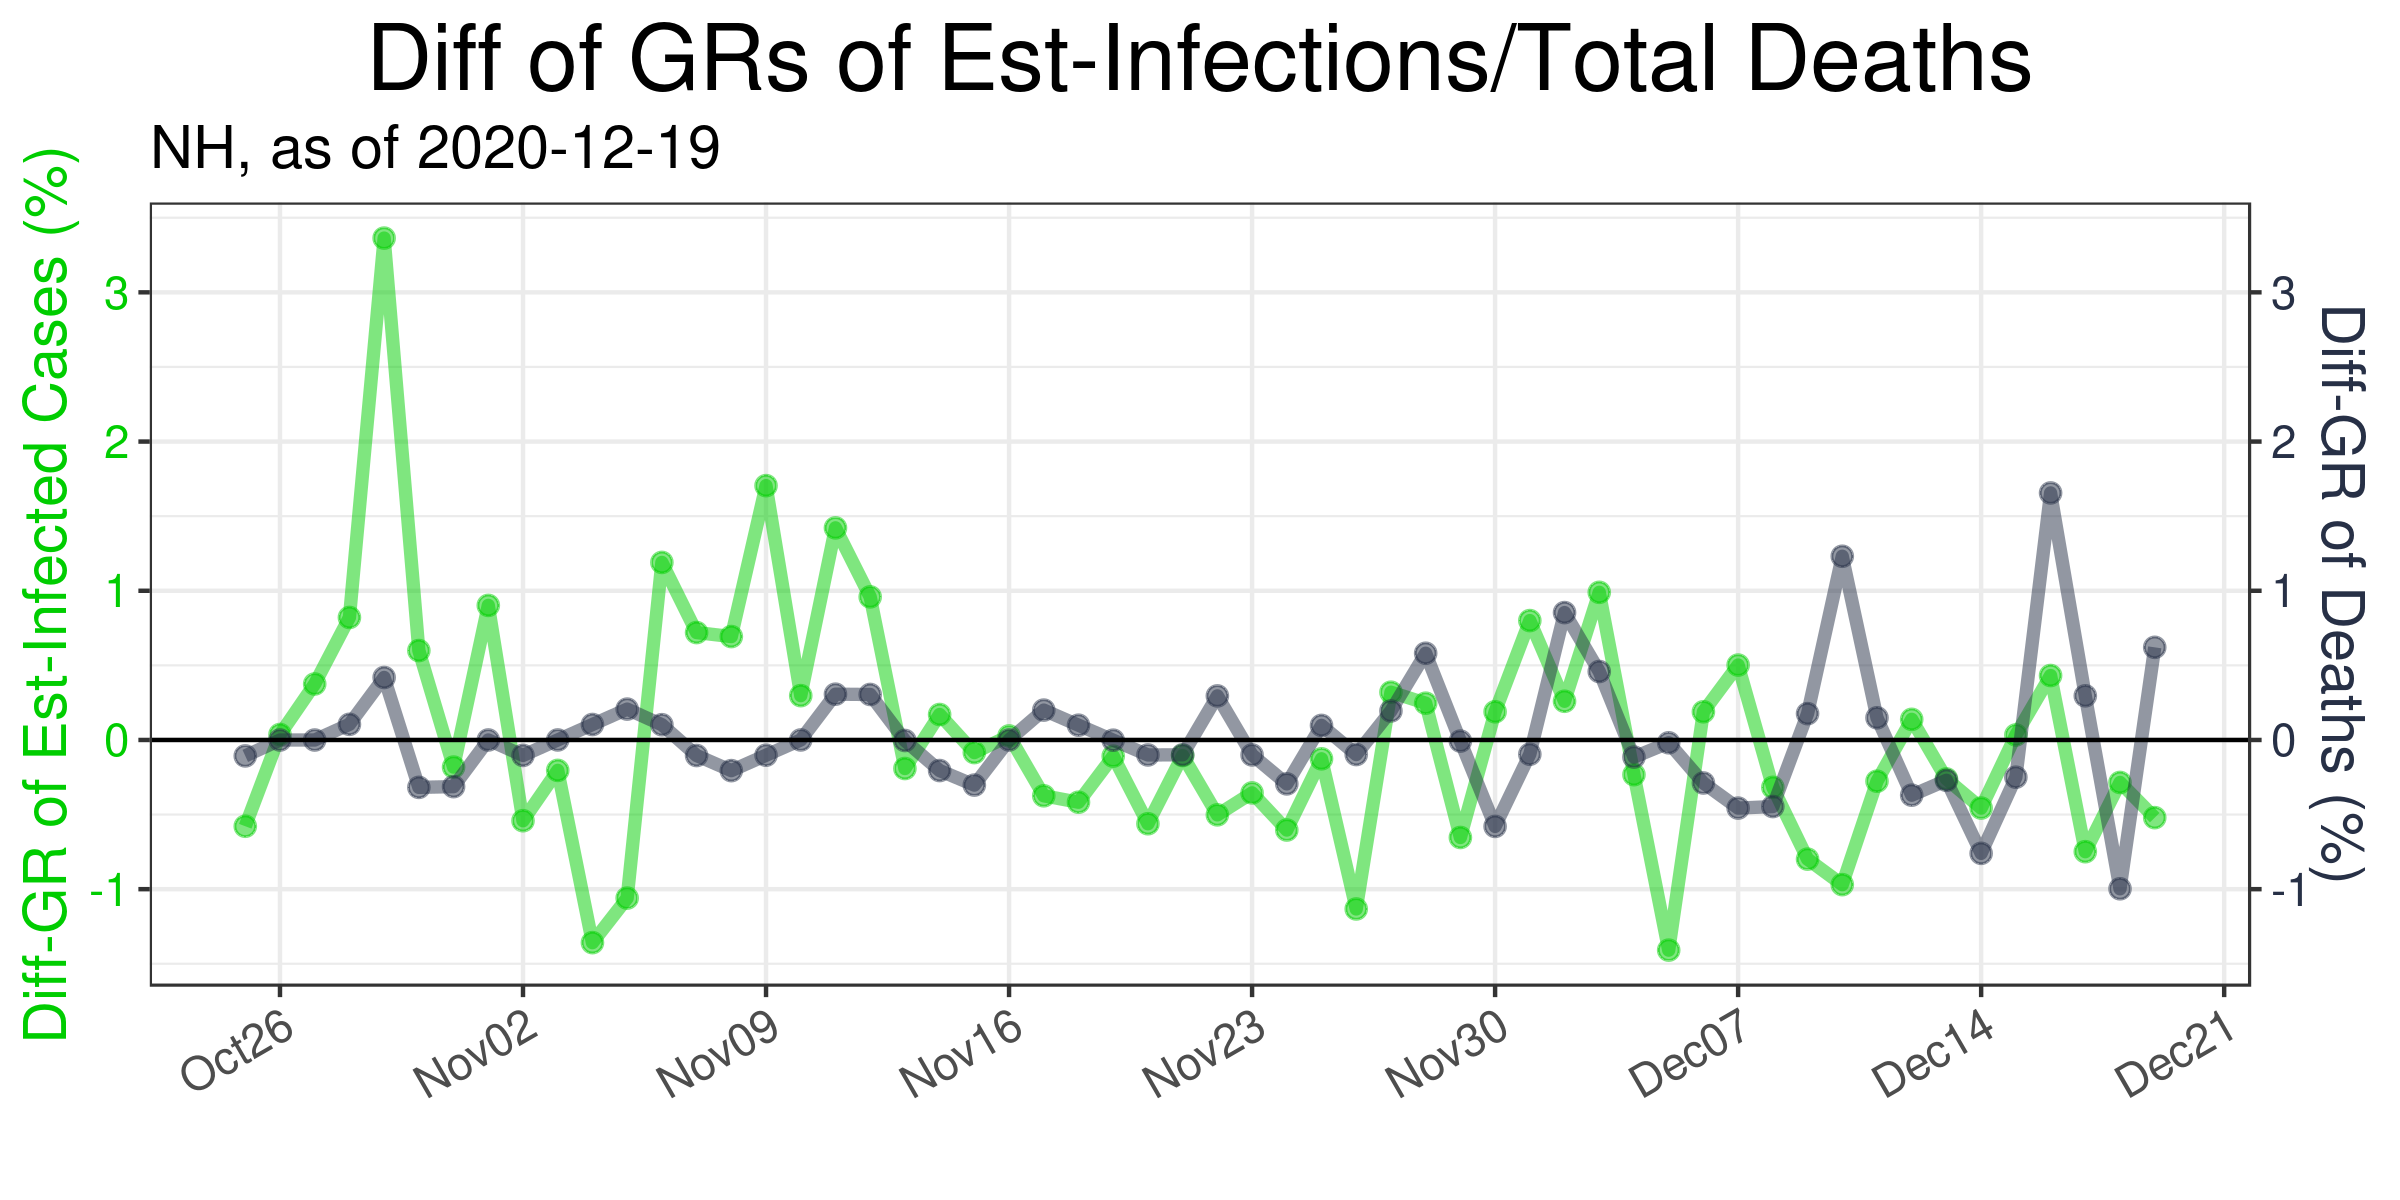 Diff of GRs of Est-Infections/Total Deaths
NH, as of 2020-12-19
Diff-GR of Est-Infected Cases (%)
3
2
1
0
-1
3
2
1
0
-1
Diff-GR of Deaths (%)
Oct26
Nov02
Nov09
Nov16
Nov23
Nov30
Dec07
Dec14
Dec21